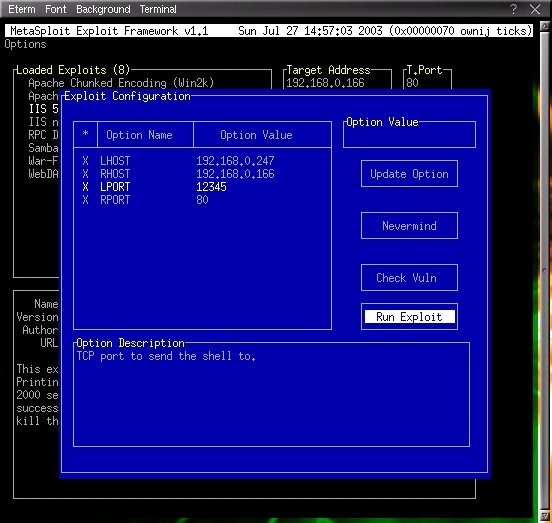 Eterm Font Background Terminal ? X
MetaSploit Exploit Framework v1.1 Sun Jul 27 14:57:03 2003 (0x00000070 ownij ticks)
Options
Loaded Exploits (8) Target Address T.Port
Apache Chunked Encoding (Win2k) 192.168.0.166 80
Apach
IIS 5
IIS n
RPC D
Samba
War-F
WebDA
Exploit Configuration
* Option Name Option Value Option Value
X LHOST 192.168.0.247
X RHOST 192.168.0.166 Update Option
X LPORT 12345
X RPORT 80
Nevermind
Check Vuln
Run Exploit
Name
Version
Author
URL
Option Description
TCP port to send the shell to.
This ex
Printin
2000 se
success
kill th